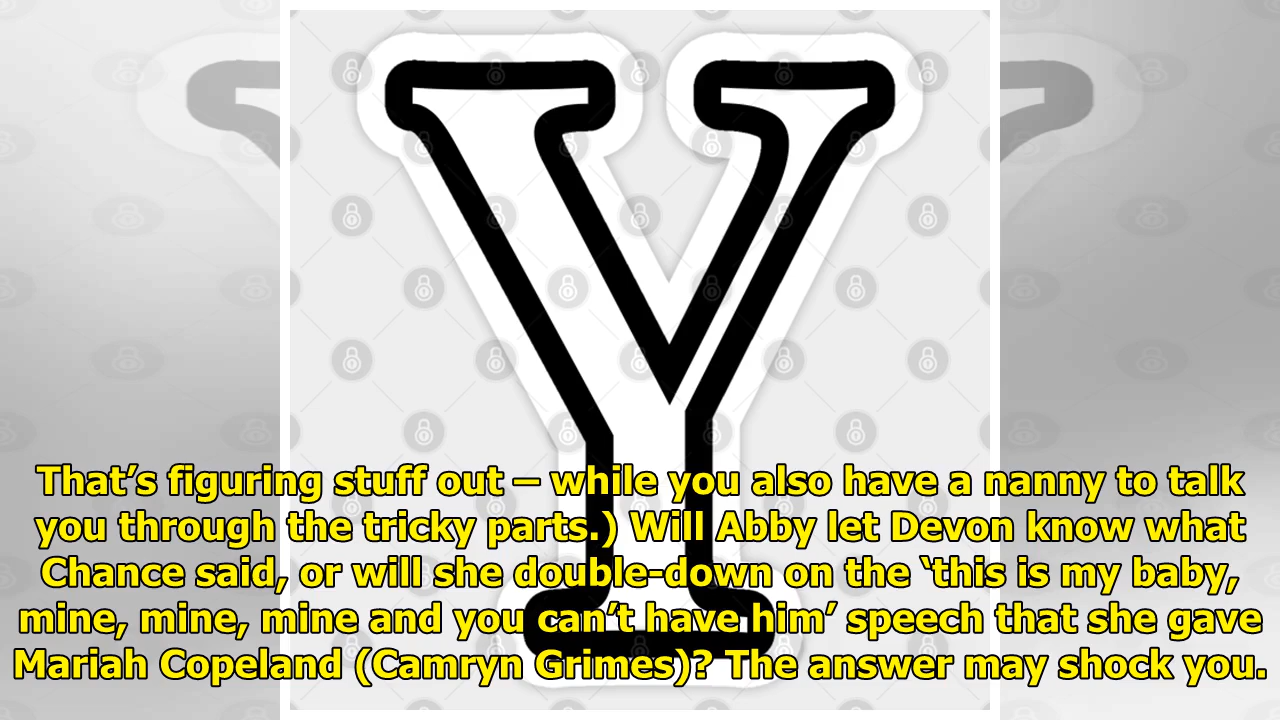 Y
That’s figuring stuff out – while you also have a nanny to talk
you through the tricky parts.) Will Abby let Devon know what
Chance said, or will she double-down on the ‘this is my baby,
mine, mine, mine and you can’t have him’ speech that she gave
Mariah Copeland (Camryn Grimes)? The answer may shock you.